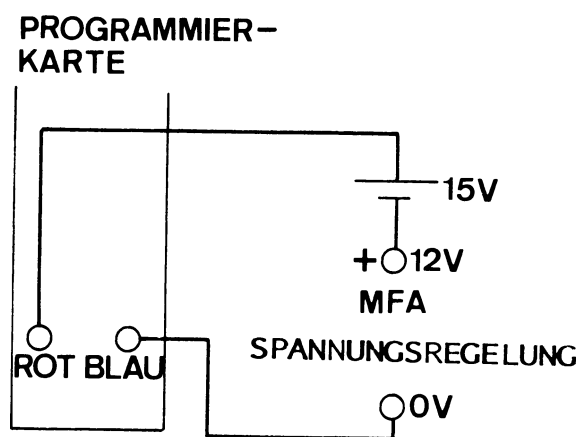 PROGRAMMIER-
KARTE
15V
+ 12V
MFA
SPANNUNGSREGELUNG
ROT BLAU
0V